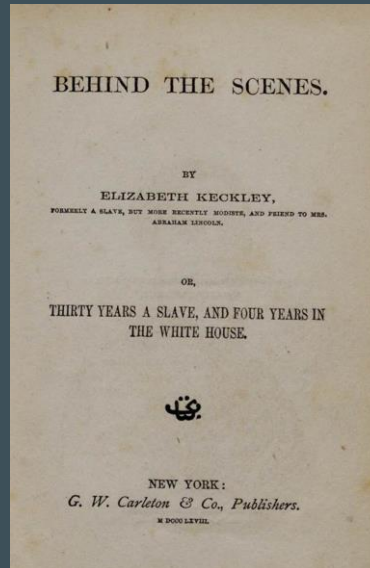 BEHIND THE SCENES.
BY
ELIZABETH KECKLEY,
FORMERLY A SLAVE, BUT MORE RECENTLY MODISTE, AND FRIEND TO MRS.
ABRAHAM LINCOLN.
OR,
THIRTY YEARS A SLAVE, AND FOUR YEARS IN
THE WHITE HOUSE.
NEW YORK:
G. W. Carleton & Co., Publishers.
M DCCC LXVIII.